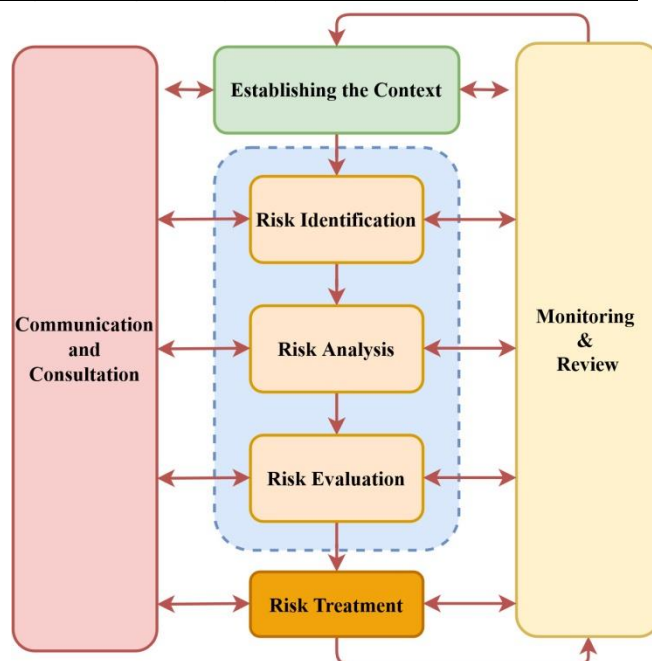 Establishing the Context
Risk Identification
Communication
and
Consultation
Risk Analysis
Monitoring
&
Review
Risk Evaluation
Risk Treatment